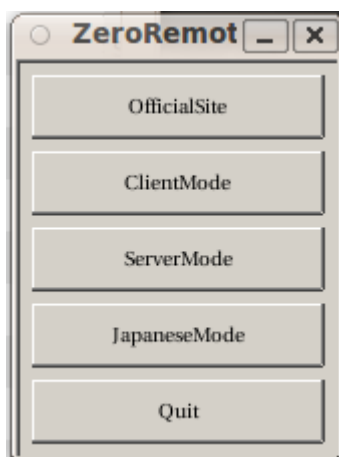 ZeroRemot
OfficialSite
ClientMode
ServerMode
JapaneseMode
Quit